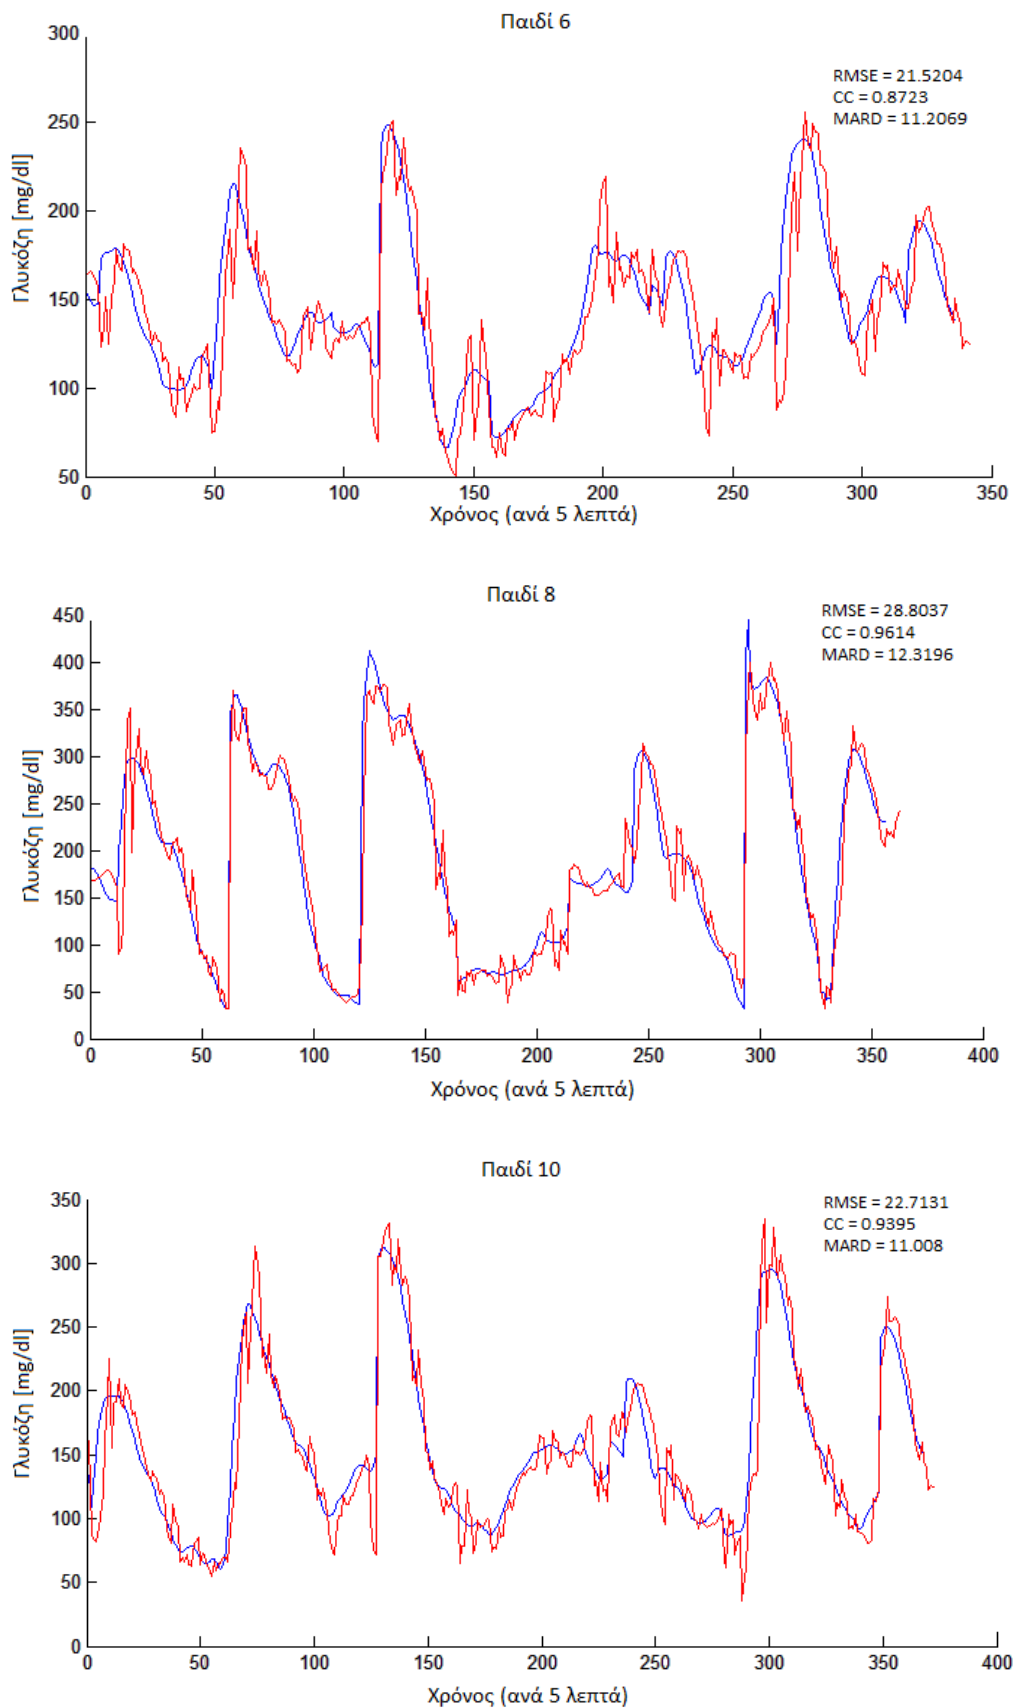 Παιδί 6
RMSE = 21.5204
CC = 0.8723
MARD = 11.2069
Γλυκόζη [mg/dl]
300
250
200
150
100
50
0 50 100 150 200 250 300 350
Χρόνος (ανά 5 λεπτά)
Παιδί 8
RMSE = 28.8037
CC = 0.9614
MARD = 12.3196
Γλυκόζη [mg/dl]
450
400
350
300
250
200
150
100
50
0
0 50 100 150 200 250 300 350 400
Χρόνος (ανά 5 λεπτά)
Παιδί 10
RMSE = 22.7131
CC = 0.9395
MARD = 11.008
Γλυκόζη [mg/dl]
350
300
250
200
150
100
50
0
0 50 100 150 200 250 300 350 400
Χρόνος (ανά 5 λεπτά)